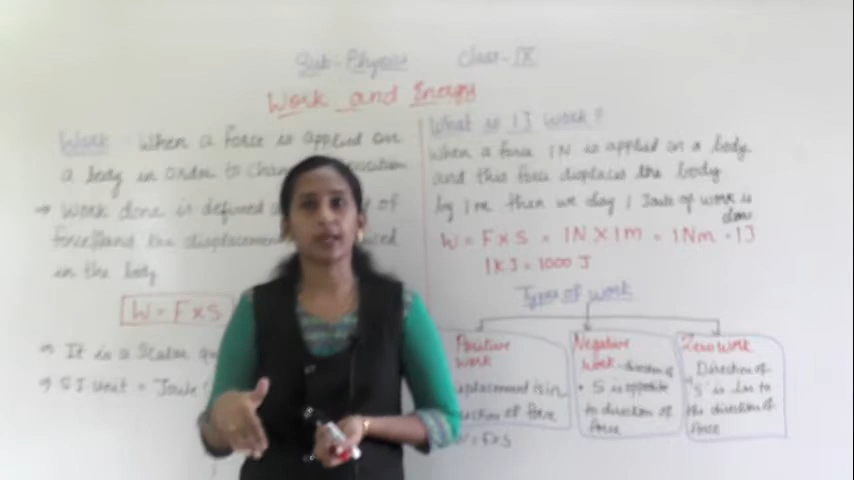 Sub-Physics Class-IX
Work and Energy
Work When a force is applied on
a body in order to position
→ Work done is defined of
force and the displacement
in the body
W = F x S
→ It is a Scalar
→ SI Unit = Joule
What is 1J work?
When a force 1N is applied on a body
and this force displaces the body
by 1m then we say 1 Joule of work is
done
W = F x S = 1N X 1m = 1Nm = 1J
1KJ = 1000 J
Types of work
Positive
work
is in
of force
= FxS
Negative
work - direction of
S is opposite
to direction of
force
Zero work
Direction of
'S' is to
the direction of
force